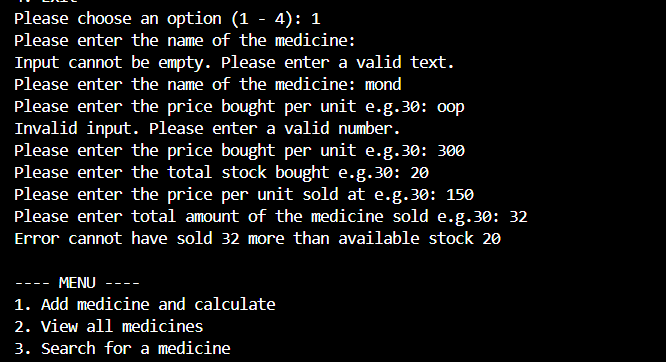 4. Exit
Please choose an option (1 - 4): 1
Please enter the name of the medicine:
Input cannot be empty. Please enter a valid text.
Please enter the name of the medicine: mond
Please enter the price bought per unit e.g.30: oop
Invalid input. Please enter a valid number.
Please enter the price bought per unit e.g.30: 300
Please enter the total stock bought e.g.30: 20
Please enter the price per unit sold at e.g.30: 150
Please enter total amount of the medicine sold e.g.30: 32
Error cannot have sold 32 more than available stock 20
---- MENU ----
1. Add medicine and calculate
2. View all medicines
3. Search for a medicine